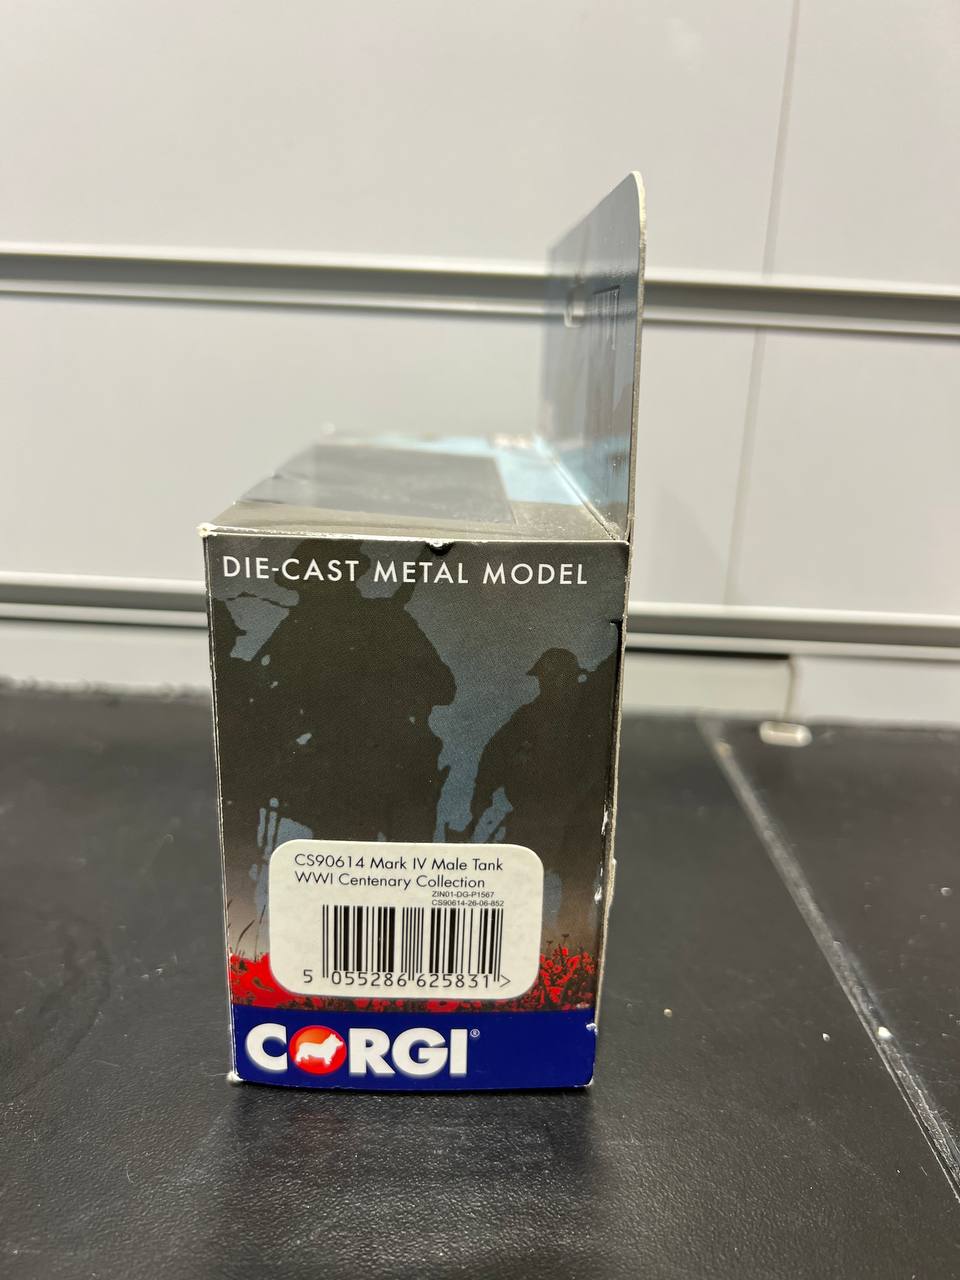 DIE-CAST METAL MODEL
CS90614 Mark IV Male Tank
WWI Centenary Collection
ZIN01-DG-P1567
CS90614-26-06-852
5 055286 625831 >
CORGI®